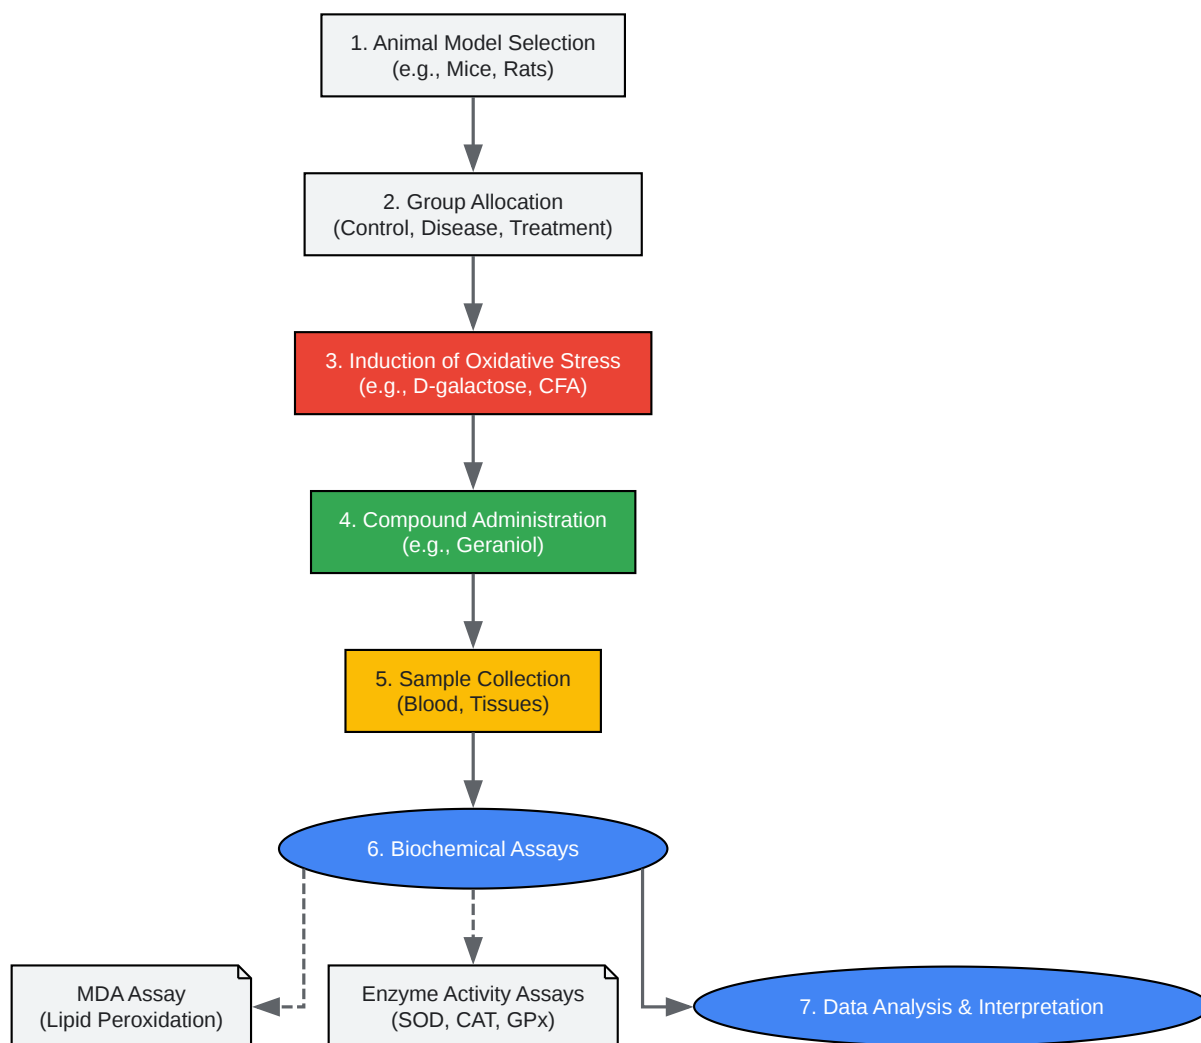 1. Animal Model Selection
(e.g., Mice, Rats)
2. Group Allocation
(Control, Disease, Treatment)
3. Induction of Oxidative Stress
(e.g., D-galactose, CFA)
4. Compound Administration
(e.g., Geraniol)
5. Sample Collection
(Blood, Tissues)
6. Biochemical Assays
MDA Assay
(Lipid Peroxidation)
Enzyme Activity Assays
(SOD, CAT, GPx)
7. Data Analysis & Interpretation